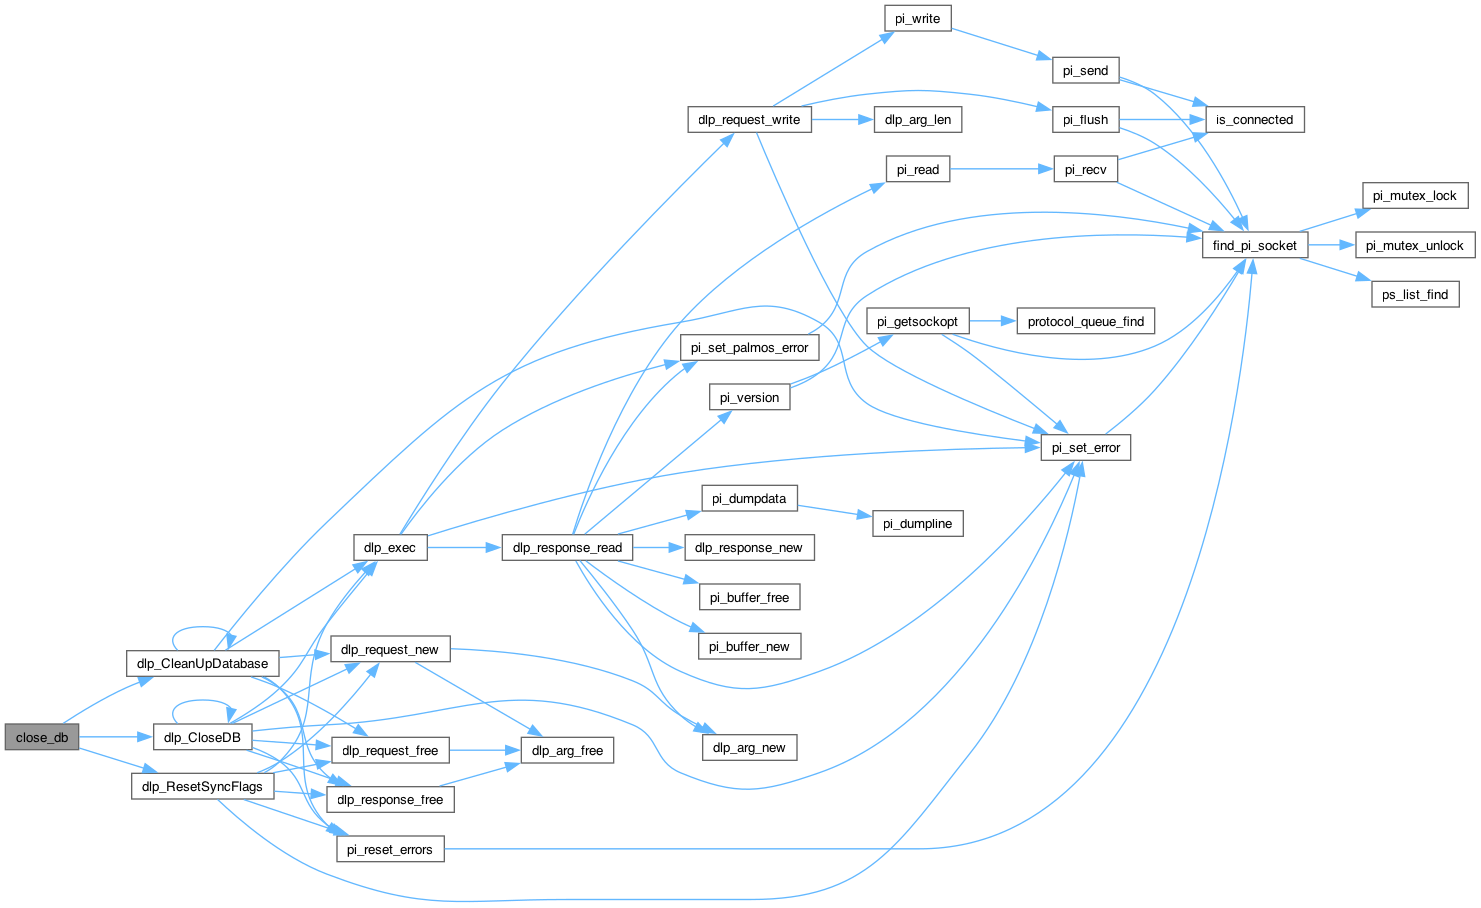 pi_write
pi_send
dlp_request_write
dlp_arg_len
pi_flush
is_connected
pi_read
pi_recv
pi_mutex_lock
find_pi_socket
pi_mutex_unlock
ps_list_find
pi_getsockopt
protocol_queue_find
pi_set_palmos_error
pi_version
pi_set_error
pi_dumpdata
pi_dumpline
dlp_exec
dlp_response_read
dlp_response_new
pi_buffer_free
pi_buffer_new
dlp_request_new
dlp_CleanUpDatabase
close_db
dlp_CloseDB
dlp_request_free
dlp_arg_free
dlp_arg_new
dlp_ResetSyncFlags
dlp_response_free
pi_reset_errors